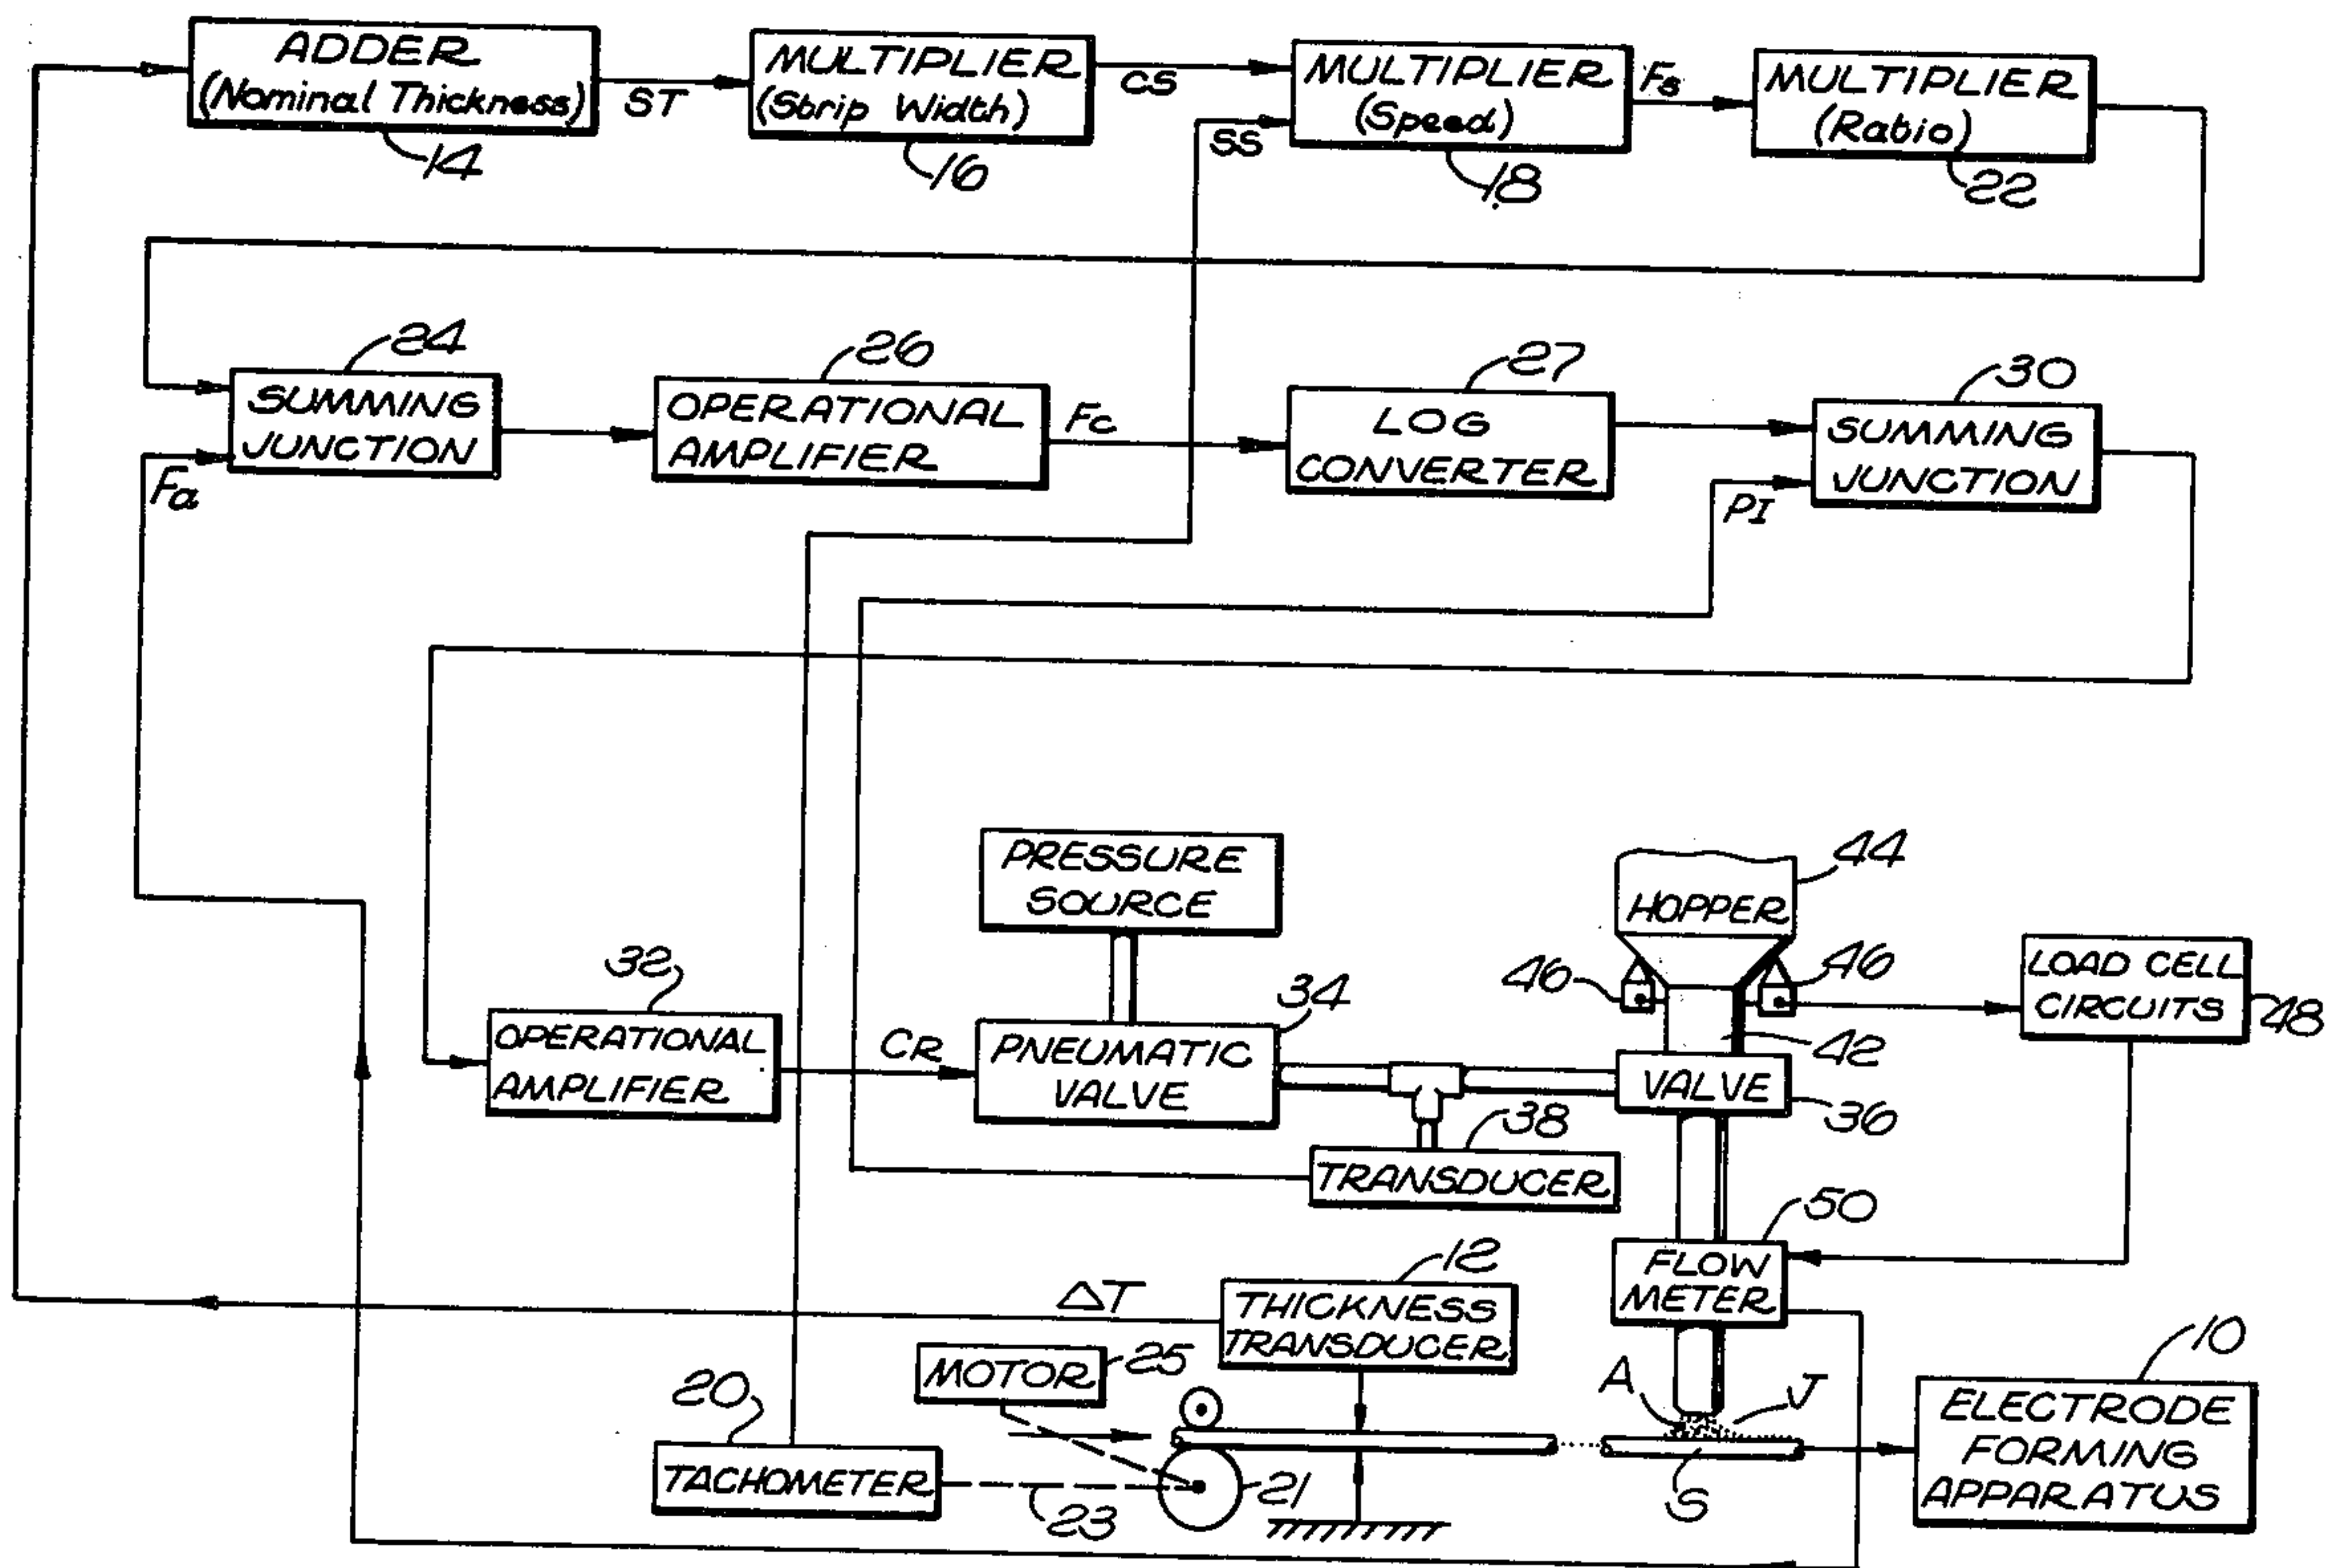 ADDER
(Nominal Thickness)
14
ST
MULTIPLIER
(Strip Width)
16
CS
SS
MULTIPLIER
(Speed)
18
Fs
MULTIPLIER
(Ratio)
22
24
SUMMING
JUNCTION
Fa
26
OPERATIONAL
AMPLIFIER
Fc
27
LOG
CONVERTER
30
SUMMING
JUNCTION
PI
PRESSURE
SOURCE
44
HOPPER
46
46
LOAD CELL
CIRCUITS
48
32
OPERATIONAL
AMPLIFIER
CR
34
PNEUMATIC
VALVE
42
VALVE
36
38
TRANSDUCER
50
FLOW
METER
ΔT
12
THICKNESS
TRANSDUCER
MOTOR
25
20
TACHOMETER
23
21
A
J
S
10
ELECTRODE
FORMING
APPARATUS